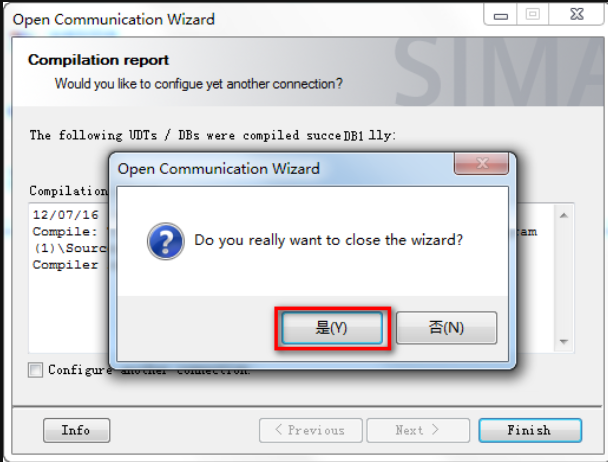 Open Communication Wizard
Compilation report
Would you like to configue yet another connection?
SIMA
The following UDTs / DBs were compiled succeDB1 lly:
Compilation
12/07/16
Compile:
(1)\Sourc
Compiler
am
Open Communication Wizard
Do you really want to close the wizard?
是(Y)
否(N)
Configure another connection.
Info
< Previous
Next >
Finish